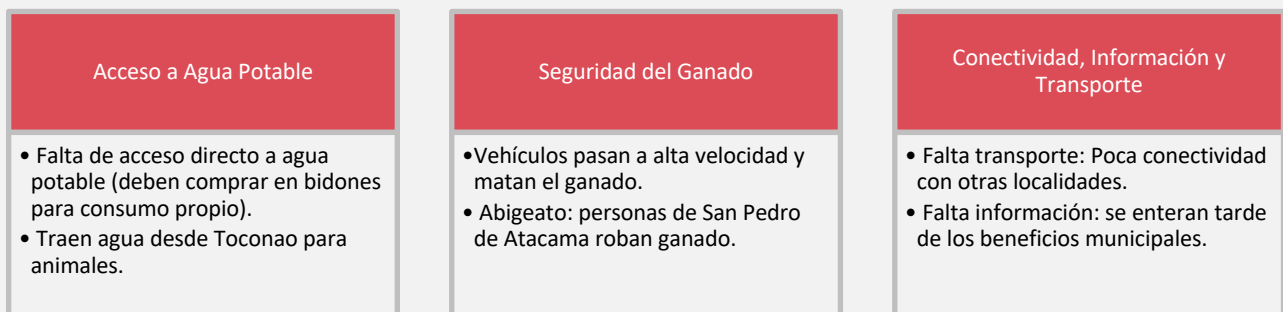 Acceso a Agua Potable
• Falta de acceso directo a agua
potable (deben comprar en bidones
para consumo propio).
• Traen agua desde Toconao para
animales.
Seguridad del Ganado
•Vehículos pasan a alta velocidad y
matan el ganado.
• Abigeato: personas de San Pedro
de Atacama roban ganado.
Conectividad, Información y
Transporte
• Falta transporte: Poca conectividad
con otras localidades.
• Falta información: se enteran tarde
de los beneficios municipales.